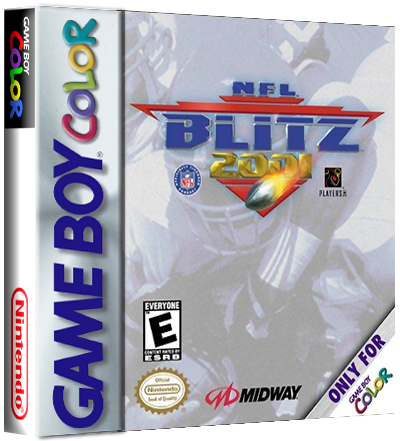 GAME BOY COLOR
Nintendo
GAME BOY COLOR
NFL
BLITZ
2001
NFL
PLAYERS INC
EVERYONE
E
CONTENT RATED BY
ESRB
Official
Nintendo
Seal of Quality
MIDWAY
ONLY FOR
GAME BOY
COLOR